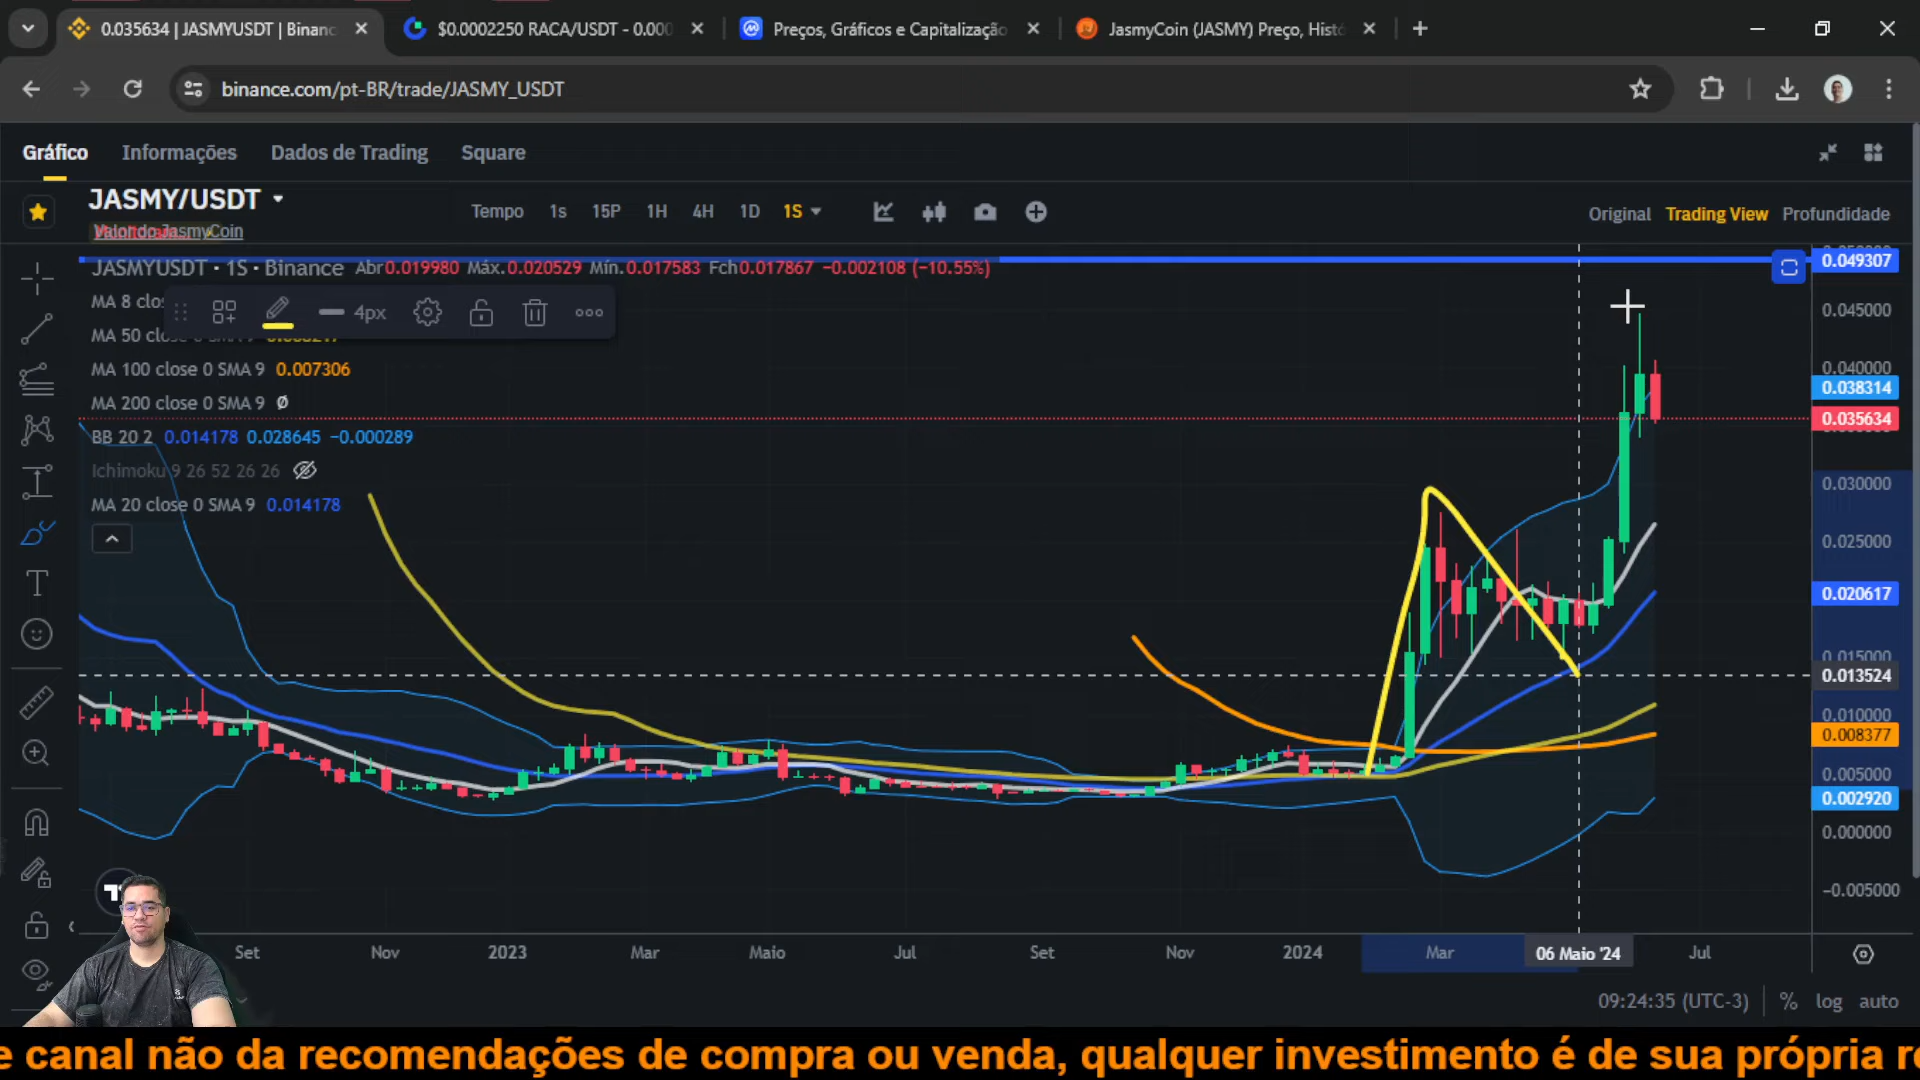 0.035634 | JASMYUSDT | Binanc
$0.0002250 RACA/USDT - 0.000
Preços, Gráficos e Capitalização
JasmyCoin (JASMY) Preço, Histó
binance.com/pt-BR/trade/JASMY_USDT
Gráfico
Informações
Dados de Trading
Square
JASMY/USDT
Valor do JasmyCoin
Tempo 1s 15P 1H 4H 1D 1S
Original Trading View Profundidade
JASMYUSDT · 1S · Binance Abr0.019980 Máx.0.020529 Mín.0.017583 Fch0.017867 −0.002108 (−10.55%)
MA 8 clo
4px
MA 50 clo
MA 100 close 0 SMA 9 0.007306
MA 200 close 0 SMA 9 Ø
BB 20 2 0.014178 0.028645 −0.000289
Ichimoku 9 26 52 26 26
MA 20 close 0 SMA 9 0.014178
0.049307
0.045000
0.040000
0.038314
0.035634
0.030000
0.025000
0.020617
0.015000
0.013524
0.010000
0.008377
0.005000
0.002920
0.000000
−0.005000
Set Nov 2023 Mar Maio Jul Set Nov 2024 Mar 06 Maio '24 Jul
09:24:35 (UTC-3) % log auto
e canal não da recomendações de compra ou venda, qualquer investimento é de sua própria re